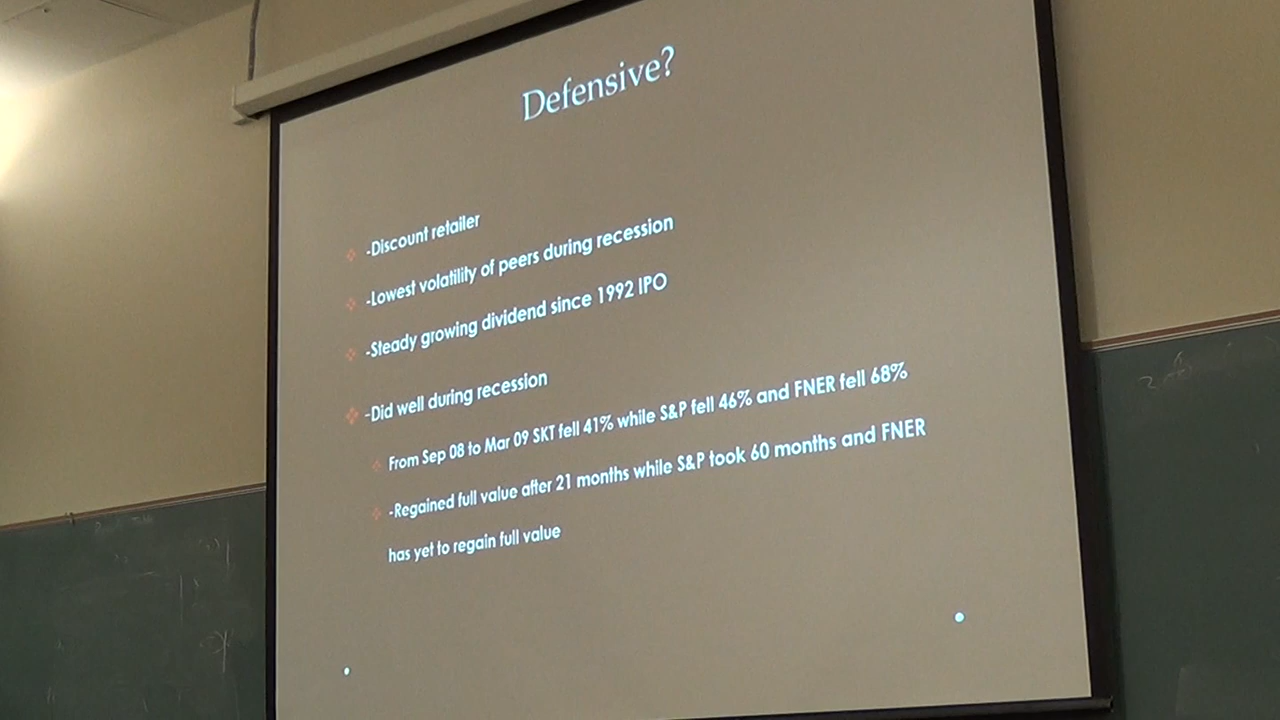 Defensive?
-Discount retailer
-Lowest volatility of peers during recession
-Steady growing dividend since 1992 IPO
-Did well during recession
From Sep 08 to Mar 09 SKT fell 41% while S&P fell 46% and FNER fell 68%
-Regained full value after 21 months while S&P took 60 months and FNER
has yet to regain full value